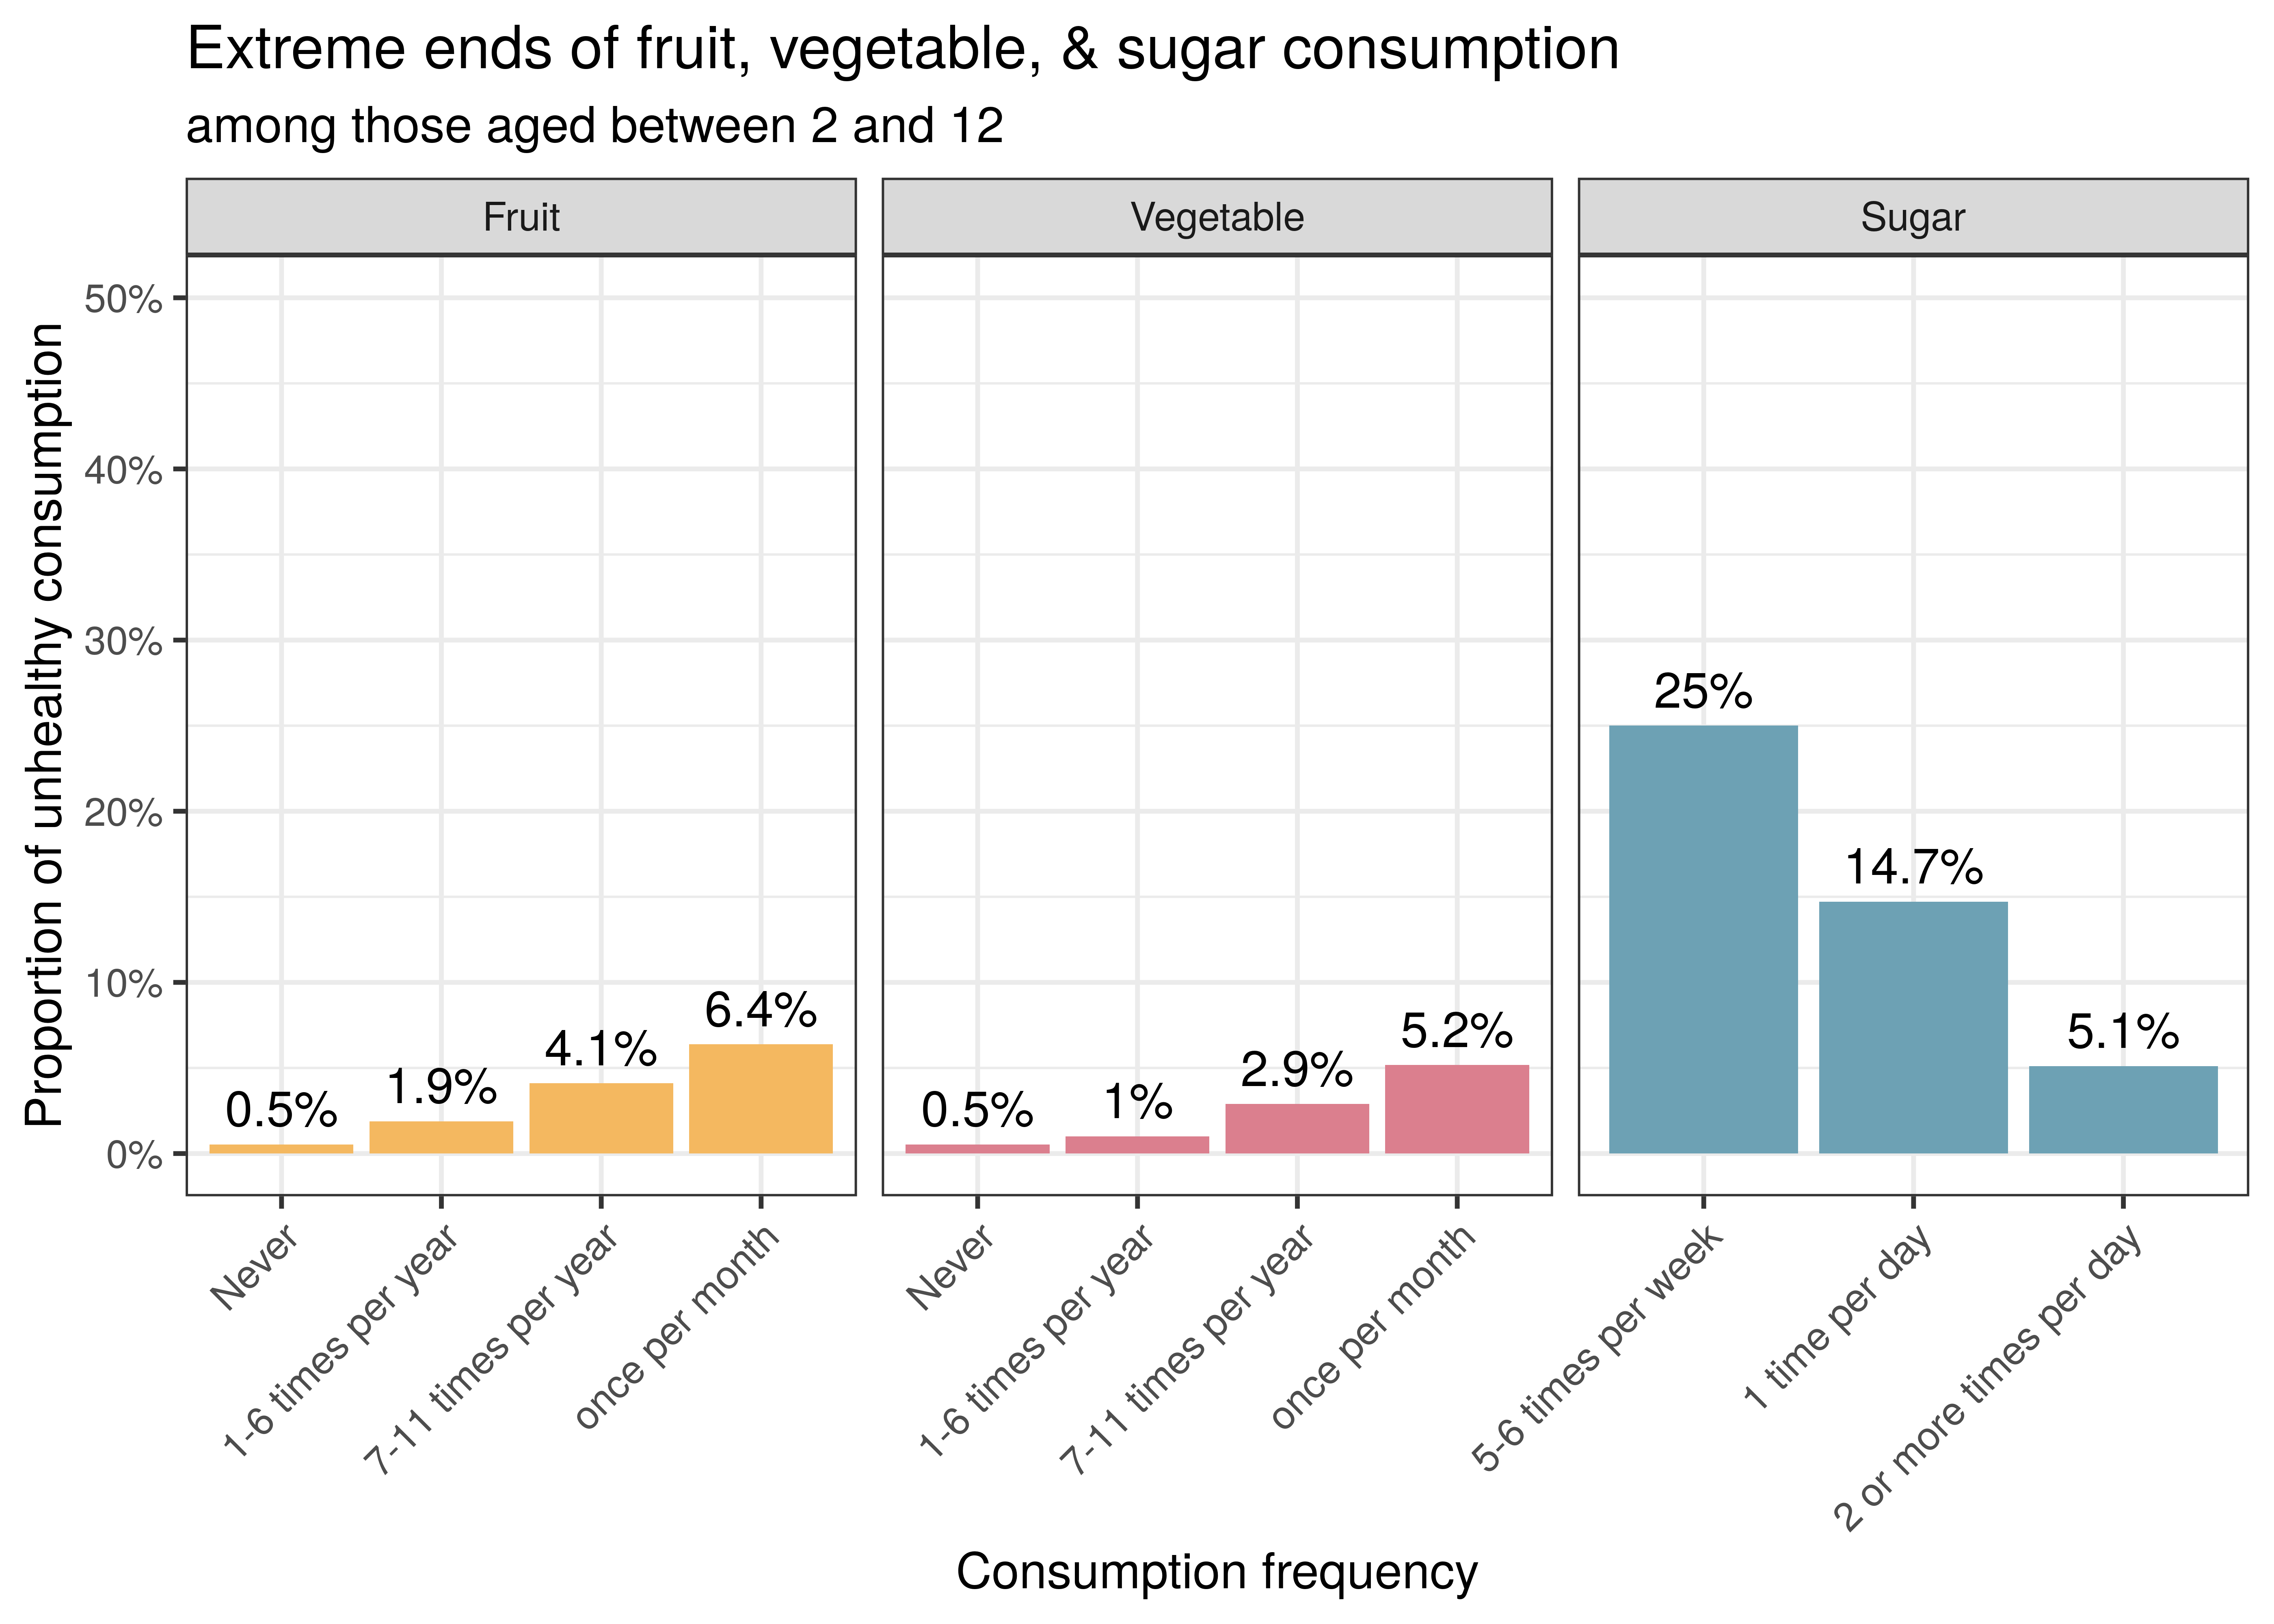 Extreme ends of fruit, vegetable, & sugar consumption
among those aged between 2 and 12
Fruit
Vegetable
Sugar
Proportion of unhealthy consumption
50%
40%
30%
20%
10%
0%
0.5%
1.9%
4.1%
6.4%
0.5%
1%
2.9%
5.2%
25%
14.7%
5.1%
Never
1-6 times per year
7-11 times per year
once per month
Never
1-6 times per year
7-11 times per year
once per month
5-6 times per week
1 time per day
2 or more times per day
Consumption frequency